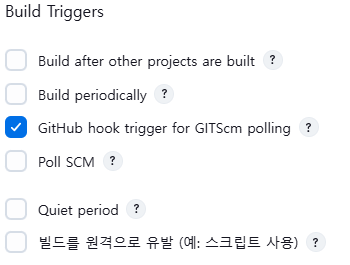 Build Triggers
Build after other projects are built ?
Build periodically ?
GitHub hook trigger for GITScm polling ?
Poll SCM ?
Quiet period ?
빌드를 원격으로 유발 (예: 스크립트 사용) ?